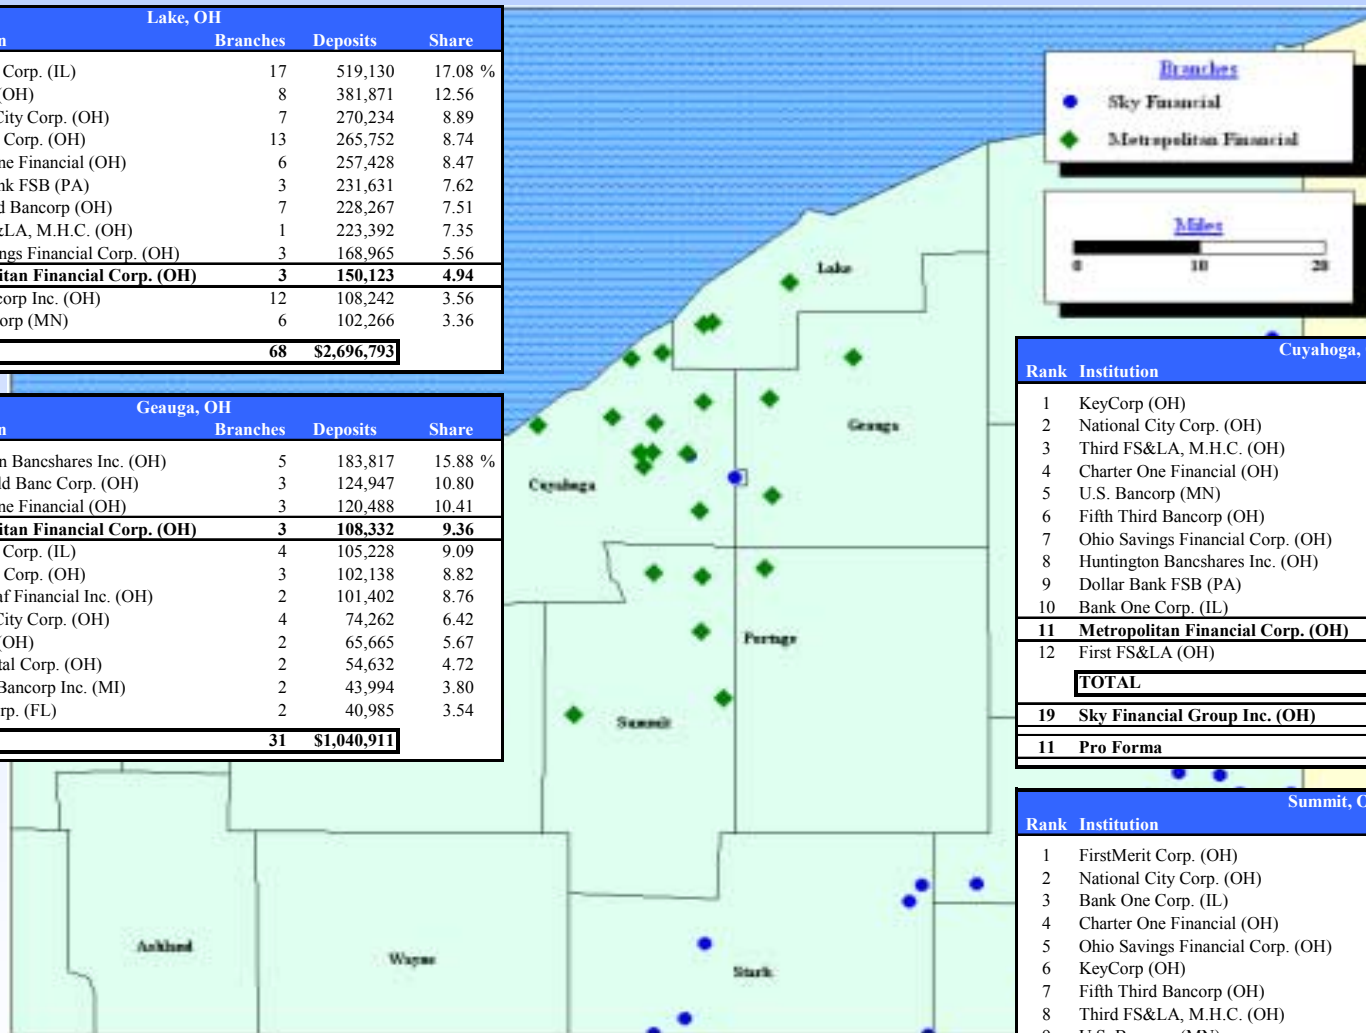 Lake, OH
n Branches Deposits Share
Corp. (IL) 17 519,130 17.08 %
(OH) 8 381,871 12.56
City Corp. (OH) 7 270,234 8.89
Corp. (OH) 13 265,752 8.74
ne Financial (OH) 6 257,428 8.47
nk FSB (PA) 3 231,631 7.62
d Bancorp (OH) 7 228,267 7.51
&LA, M.H.C. (OH) 1 223,392 7.35
ngs Financial Corp. (OH) 3 168,965 5.56
itan Financial Corp. (OH) 3 150,123 4.94
corp Inc. (OH) 12 108,242 3.56
orp (MN) 6 102,266 3.36
68 $2,696,793
Geauga, OH
n Branches Deposits Share
n Bancshares Inc. (OH) 5 183,817 15.88 %
ld Banc Corp. (OH) 3 124,947 10.80
ne Financial (OH) 3 120,488 10.41
itan Financial Corp. (OH) 3 108,332 9.36
Corp. (IL) 4 105,228 9.09
Corp. (OH) 3 102,138 8.82
af Financial Inc. (OH) 2 101,402 8.76
City Corp. (OH) 4 74,262 6.42
(OH) 2 65,665 5.67
tal Corp. (OH) 2 54,632 4.72
Bancorp Inc. (MI) 2 43,994 3.80
rp. (FL) 2 40,985 3.54
31 $1,040,911
Branches
Sky Financial
Metropolitan Financial
Miles
0 10 20
Lake
Geauga
Cuyahoga
Portage
Summit
Ashland
Wayne
Stark
Cuyahoga,
Rank Institution
1 KeyCorp (OH)
2 National City Corp. (OH)
3 Third FS&LA, M.H.C. (OH)
4 Charter One Financial (OH)
5 U.S. Bancorp (MN)
6 Fifth Third Bancorp (OH)
7 Ohio Savings Financial Corp. (OH)
8 Huntington Bancshares Inc. (OH)
9 Dollar Bank FSB (PA)
10 Bank One Corp. (IL)
11 Metropolitan Financial Corp. (OH)
12 First FS&LA (OH)
TOTAL
19 Sky Financial Group Inc. (OH)
11 Pro Forma
Summit, O
Rank Institution
1 FirstMerit Corp. (OH)
2 National City Corp. (OH)
3 Bank One Corp. (IL)
4 Charter One Financial (OH)
5 Ohio Savings Financial Corp. (OH)
6 KeyCorp (OH)
7 Fifth Third Bancorp (OH)
8 Third FS&LA, M.H.C. (OH)
9 U.S. Bancorp (MN)